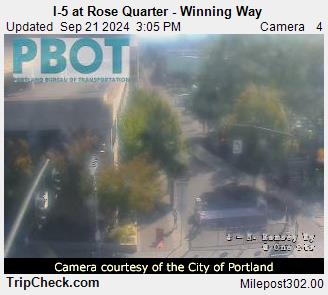 I-5 at Rose Quarter - Winning Way
Updated Sep 21 2024 3:05 PM Camera 4
PBOT
PORTLAND BUREAU OF TRANSPORTATION
Camera courtesy of the City of Portland
TripCheck.com Milepost302.00